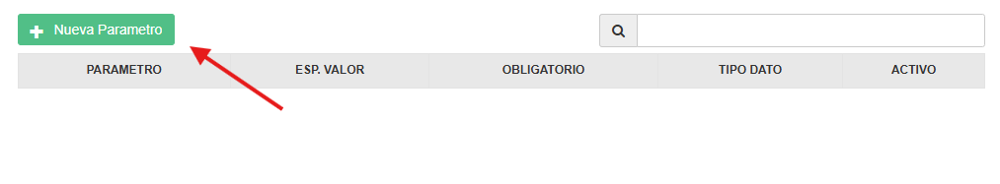 Nueva Parametro
PARAMETRO ESP. VALOR OBLIGATORIO TIPO DATO ACTIVO